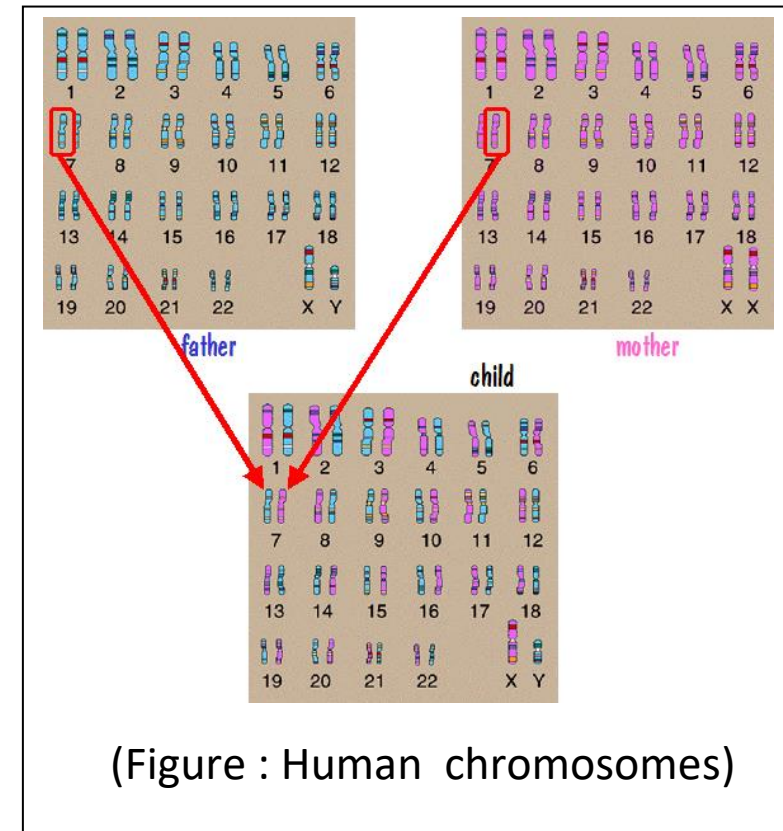 1 2 3 4 5 6
7 8 9 10 11 12
13 14 15 16 17 18
19 20 21 22 X Y
father
1 2 3 4 5 6
7 8 9 10 11 12
13 14 15 16 17 18
19 20 21 22 X X
mother
child
1 2 3 4 5 6
7 8 9 10 11 12
13 14 15 16 17 18
19 20 21 22 X Y
(Figure : Human chromosomes)